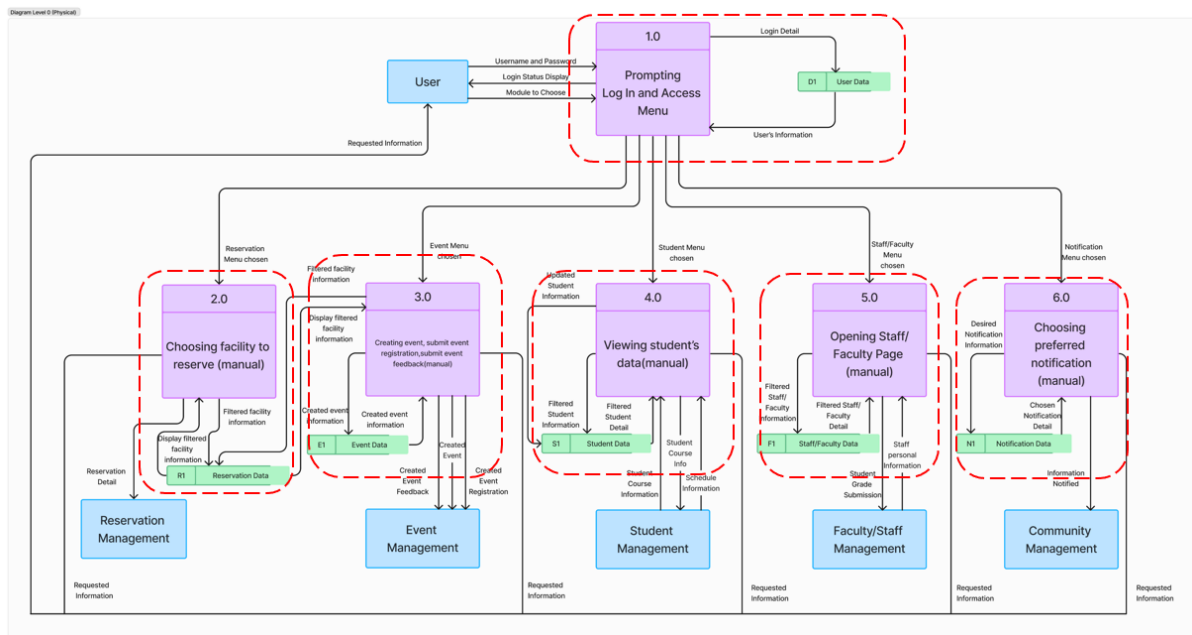 Diagram Level 0 (Physical)
1.0
Prompting
Log In and Access
Menu
Login Detail
D1
User Data
User's Information
User
Username and Password
Login Status Display
Module to Choose
Requested Information
Reservation
Menu chosen
Event Menu
chosen
Student Menu
chosen
Staff/Faculty
Menu
chosen
Notification
Menu chosen
2.0
Choosing facility to
reserve (manual)
Filtered facility
information
Display filtered
facility
information
R1
Reservation Data
Reservation
Detail
Reservation
Management
Filtered facility
information
Display filtered
facility
information
3.0
Creating event, submit event
registration,submit event
feedback(manual)
Created event
information
Created event
information
E1
Event Data
Created
Event
Created
Event
Feedback
Created
Event
Registration
Event
Management
Updated
Student
Information
4.0
Viewing student's
data(manual)
Filtered
Student
Information
Filtered
Student
Detail
S1
Student Data
Student
Course
Info
Student
Course
Information
Schedule
Information
Student
Management
5.0
Opening Staff/
Faculty Page
(manual)
Filtered
Staff/
Faculty
Information
Filtered Staff/
Faculty
Detail
F1
Staff/Faculty Data
Staff
personal
Information
Student
Grade
Submission
Faculty/Staff
Management
6.0
Choosing
preferred
notification
(manual)
Desired
Notification
Information
Chosen
Notification
Detail
N1
Notification Data
Information
Notified
Community
Management
Requested
Information
Requested
Information
Requested
Information
Requested
Information
Requested
Information